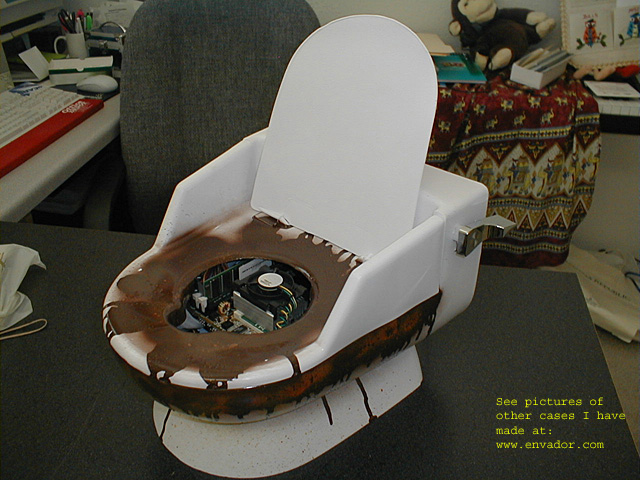 See pictures of
other cases I have
made at:
www.envador.com